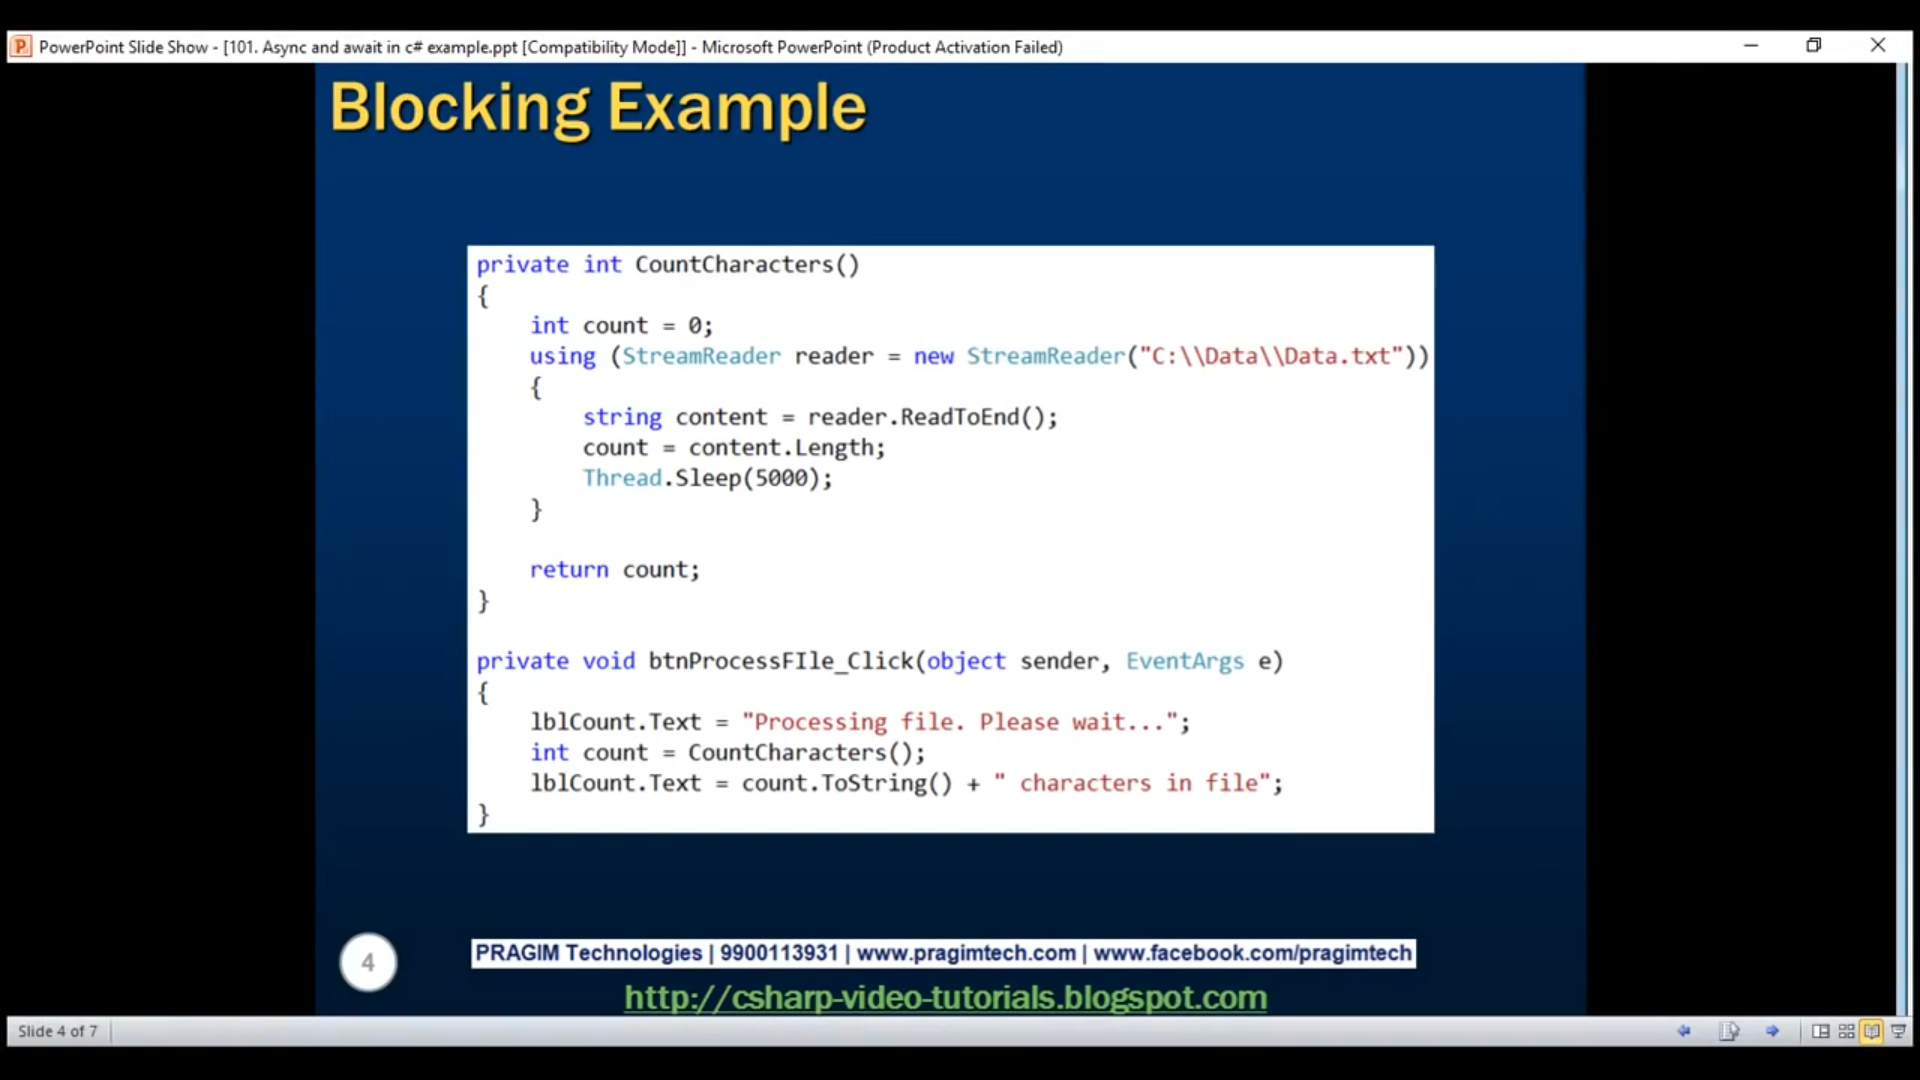 PowerPoint Slide Show - [101. Async and await in c# example.ppt [Compatibility Mode]] - Microsoft PowerPoint (Product Activation Failed)
Blocking Example
private int CountCharacters()
{
    int count = 0;
    using (StreamReader reader = new StreamReader("C:\\Data\\Data.txt"))
    {
        string content = reader.ReadToEnd();
        count = content.Length;
        Thread.Sleep(5000);
    }
    return count;
}
private void btnProcessFIle_Click(object sender, EventArgs e)
{
    lblCount.Text = "Processing file. Please wait...";
    int count = CountCharacters();
    lblCount.Text = count.ToString() + " characters in file";
}
4
PRAGIM Technologies | 9900113931 | www.pragimtech.com | www.facebook.com/pragimtech
http://csharp-video-tutorials.blogspot.com
Slide 4 of 7